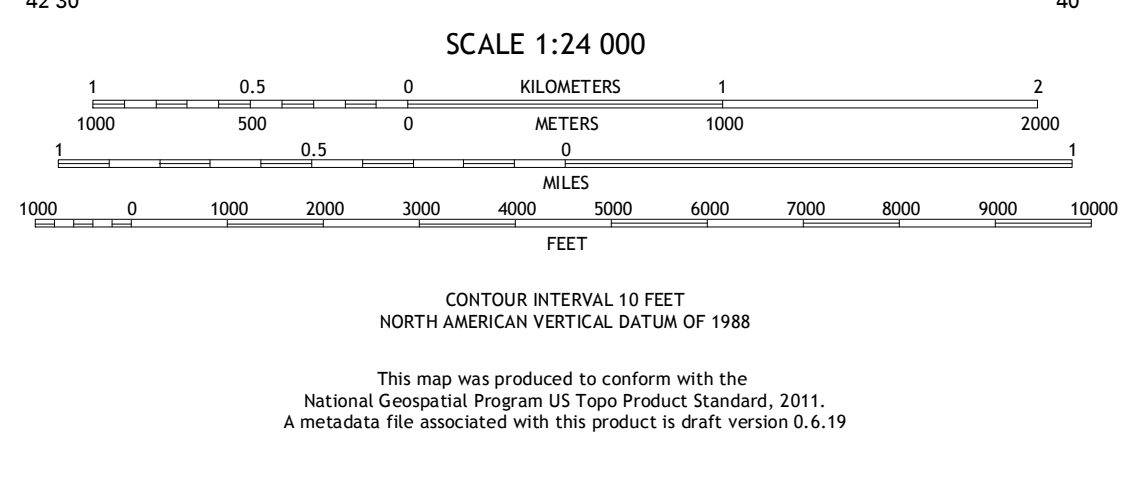 42'30" 40'
SCALE 1:24 000
1 0.5 0 KILOMETERS 1 2
1000 500 0 METERS 1000 2000
1 0.5 0 1
MILES
1000 0 1000 2000 3000 4000 5000 6000 7000 8000 9000 10000
FEET
CONTOUR INTERVAL 10 FEET
NORTH AMERICAN VERTICAL DATUM OF 1988
This map was produced to conform with the
National Geospatial Program US Topo Product Standard, 2011.
A metadata file associated with this product is draft version 0.6.19